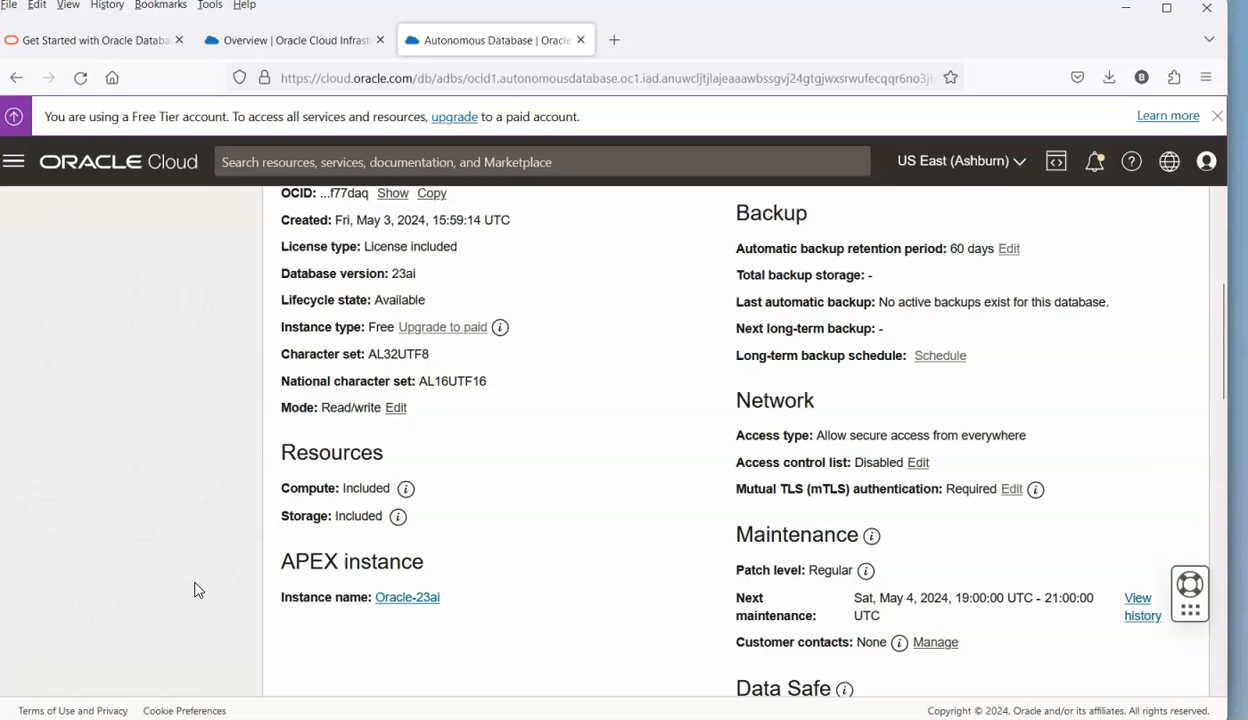 File Edit View History Bookmarks Tools Help
Get Started with Oracle Databa
Overview | Oracle Cloud Infrast
Autonomous Database | Oracle
https://cloud.oracle.com/db/adbs/ocid1.autonomousdatabase.oc1.iad.anuwcljtjlajeaaawbssgvj24gtgjwxsrwufecqqr6no3j
You are using a Free Tier account. To access all services and resources, upgrade to a paid account.
Learn more
ORACLE Cloud
Search resources, services, documentation, and Marketplace
US East (Ashburn)
OCID: ...f77daq Show Copy
Created: Fri, May 3, 2024, 15:59:14 UTC
License type: License included
Database version: 23ai
Lifecycle state: Available
Instance type: Free Upgrade to paid
Character set: AL32UTF8
National character set: AL16UTF16
Mode: Read/write Edit
Resources
Compute: Included
Storage: Included
APEX instance
Instance name: Oracle-23ai
Backup
Automatic backup retention period: 60 days Edit
Total backup storage: -
Last automatic backup: No active backups exist for this database.
Next long-term backup: -
Long-term backup schedule: Schedule
Network
Access type: Allow secure access from everywhere
Access control list: Disabled Edit
Mutual TLS (mTLS) authentication: Required Edit
Maintenance
Patch level: Regular
Next maintenance: Sat, May 4, 2024, 19:00:00 UTC - 21:00:00 UTC View history
Customer contacts: None Manage
Data Safe
Terms of Use and Privacy Cookie Preferences
Copyright © 2024, Oracle and/or its affiliates. All rights reserved.